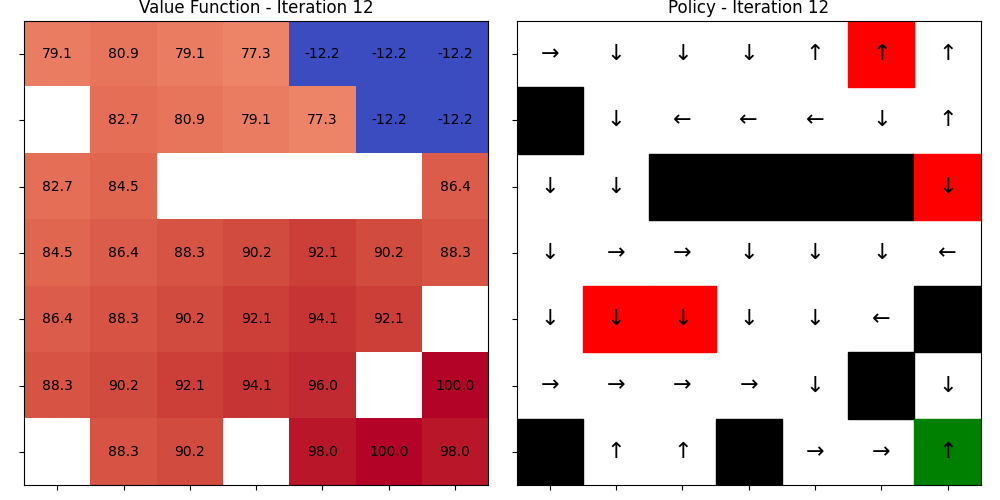 Value Function - Iteration 12
79.1 80.9 79.1 77.3 -12.2 -12.2 -12.2
82.7 80.9 79.1 77.3 -12.2 -12.2
82.7 84.5 86.4
84.5 86.4 88.3 90.2 92.1 90.2 88.3
86.4 88.3 90.2 92.1 94.1 92.1
88.3 90.2 92.1 94.1 96.0 100.0
88.3 90.2 98.0 100.0 98.0
Policy - Iteration 12
→ ↓ ↓ ↓ ↑ ↑ ↑
↓ ← ← ← ↓ ↑
↓ ↓ ↓
↓ → → ↓ ↓ ↓ ←
↓ ↓ ↓ ↓ ↓ ←
→ → → → ↓ ↓
↑ ↑ → → ↑